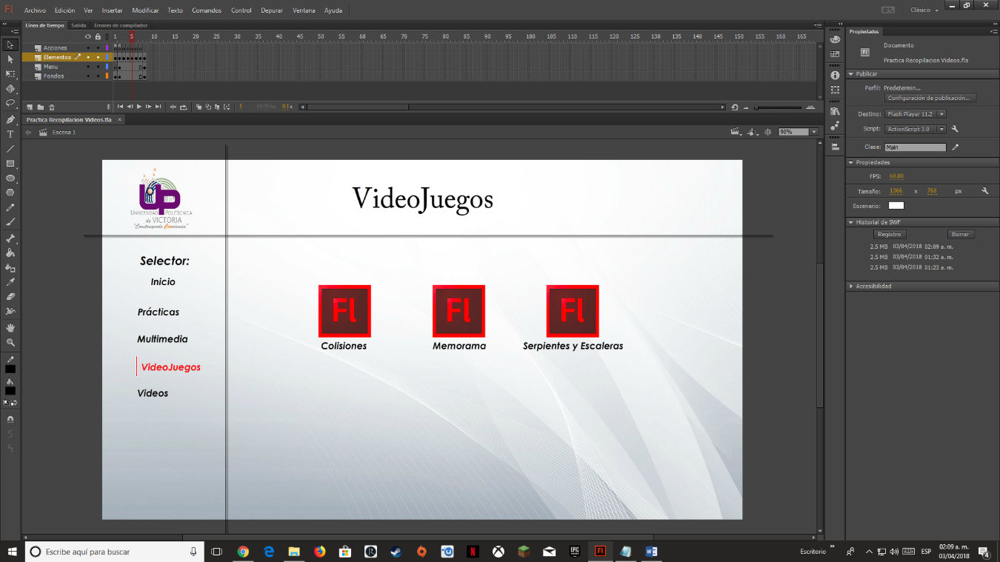 Fl Archivo Edición Ver Insertar Modificar Texto Comandos Control Depurar Ventana Ayuda Clásico
Línea de tiempo Salida Errores de compilador
1 5 10 15 20 25 30 35 40 45 50 55 60 65 70 75 80 85 90 95 100 105 110 115 120 125 130 135 140 145 150 155 160 165
Acciones
Elementos
Menu
Fondos
5 60.00 fps 0.1 s
Practica Recopilacion Videos.fla ×
Escena 1 90%
VideoJuegos
UP
UNIVERSIDAD POLITÉCNICA
de VICTORIA
"Construyendo Conciencia"
Selector:
Inicio
Prácticas
Multimedia
VideoJuegos
Videos
Fl Fl Fl
Colisiones Memorama Serpientes y Escaleras
Propiedades
Fl Documento
Practica Recopilacion Videos.fla
Publicar
Perfil: Predetermin...
Configuración de publicación...
Destino: Flash Player 11.2
Script: ActionScript 3.0
Clase: Main
Propiedades
FPS: 60.00
Tamaño: 1366 x 768 px
Escenario:
Historial de SWF
Registro Borrar
2.5 MB 03/04/2018 02:09 a. m.
2.5 MB 03/04/2018 01:32 a. m.
2.5 MB 03/04/2018 01:23 a. m.
Accesibilidad
Escribe aquí para buscar
EPIC
Fl
Escritorio
ESP
02:09 a. m.
03/04/2018
4